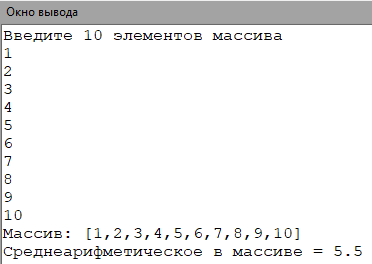 Окно вывода
Введите 10 элементов массива
1
2
3
4
5
6
7
8
9
10
Массив: [1,2,3,4,5,6,7,8,9,10]
Среднеарифметическое в массиве = 5.5